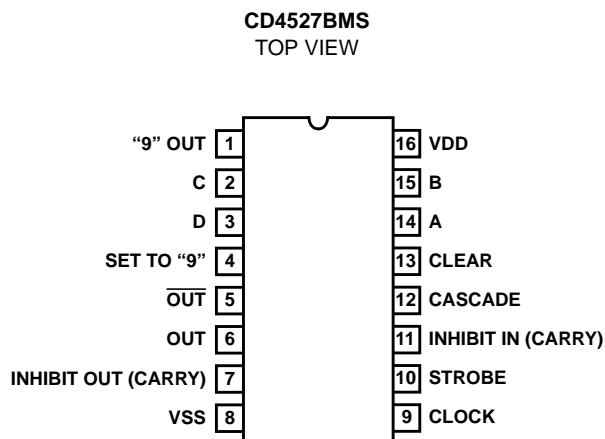 CD4527BMS
TOP VIEW
“9” OUT 1 16 VDD
C 2 15 B
D 3 14 A
SET TO “9” 4 13 CLEAR
OUT 5 12 CASCADE
OUT 6 11 INHIBIT IN (CARRY)
INHIBIT OUT (CARRY) 7 10 STROBE
VSS 8 9 CLOCK